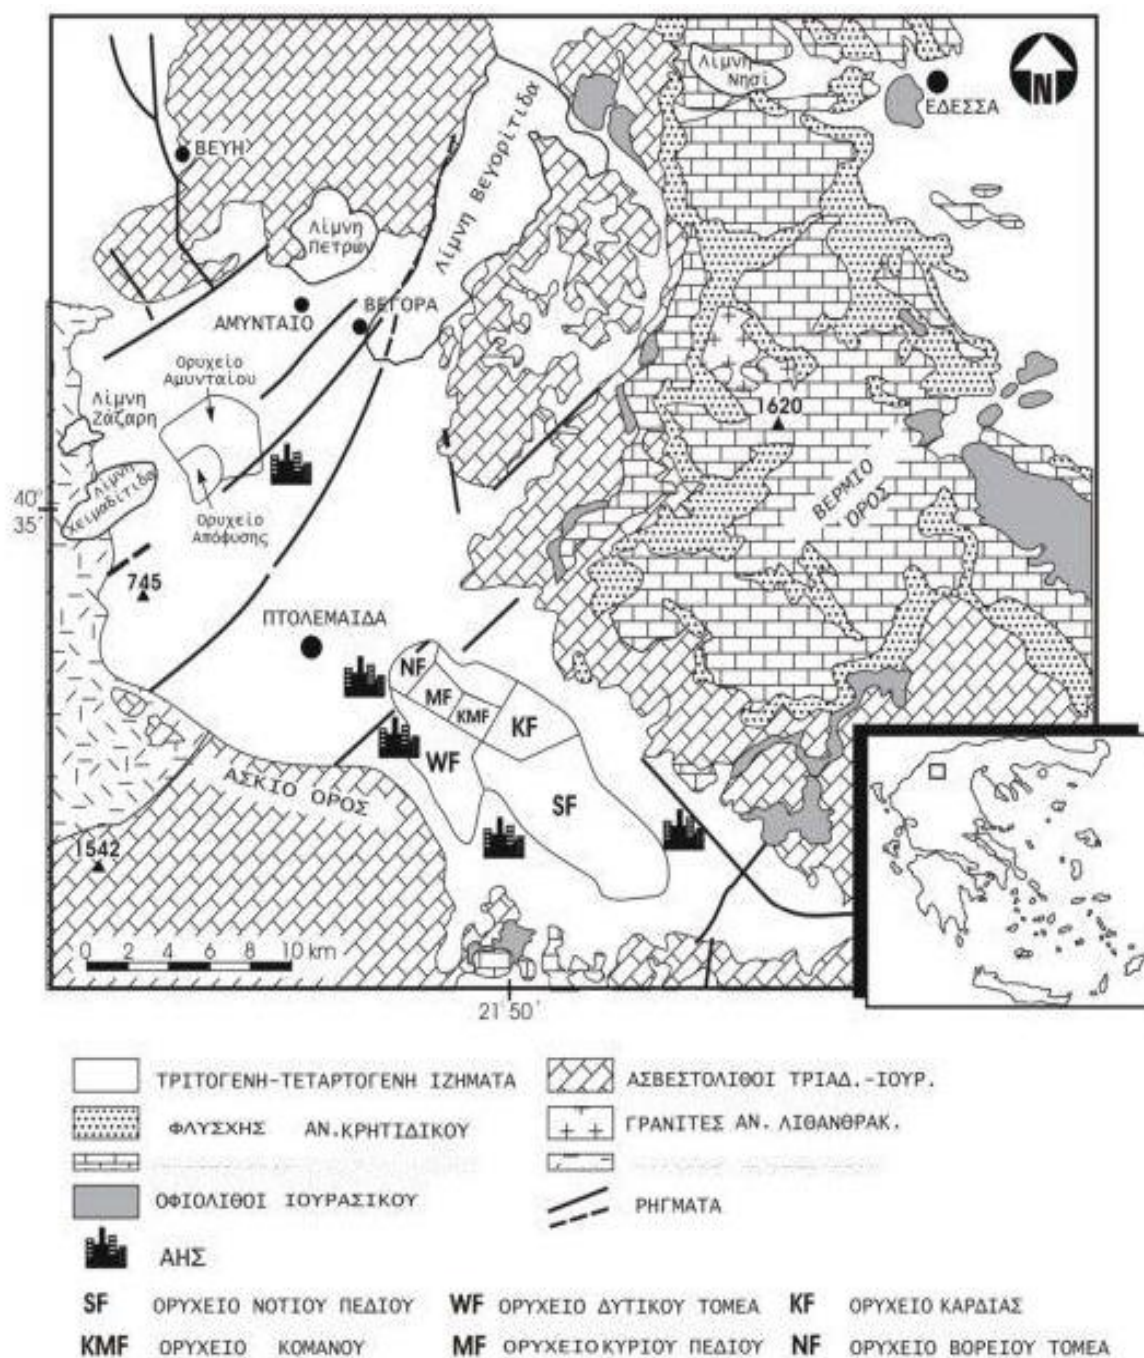 Λίμνη
Νησί
N
ΕΔΕΣΣΑ
ΒΕΥΗ
Λίμνη Βεγορίτιδα
Λίμνη
Πετρών
ΑΜΥΝΤΑΙΟ
ΒΕΓΟΡΑ
Ορυχείο
Αμυνταίου
Λίμνη
Ζάζαρη
1620
Λίμνη
Χειμαδίτιδα
40°
35'
Ορυχείο
Απόφυσης
ΒΕΡΜΙΟ
ΟΡΟΣ
745
ΠΤΟΛΕΜΑΙΔΑ
NF
MF
KMF
KF
WF
SF
ΑΣΚΙΟ ΟΡΟΣ
1542
0 2 4 6 8 10 km
21°50'
ΤΡΙΤΟΓΕΝΗ-ΤΕΤΑΡΤΟΓΕΝΗ ΙΖΗΜΑΤΑ
ΑΣΒΕΣΤΟΛΙΘΟΙ ΤΡΙΑΔ.-ΙΟΥΡ.
ΦΛΥΣΧΗΣ ΑΝ.ΚΡΗΤΙΔΙΚΟΥ
ΓΡΑΝΙΤΕΣ ΑΝ. ΛΙΘΑΝΘΡΑΚ.
ΟΦΙΟΛΙΘΟΙ ΙΟΥΡΑΣΙΚΟΥ
ΡΗΓΜΑΤΑ
ΑΗΣ
SF ΟΡΥΧΕΙΟ ΝΟΤΙΟΥ ΠΕΔΙΟΥ WF ΟΡΥΧΕΙΟ ΔΥΤΙΚΟΥ ΤΟΜΕΑ KF ΟΡΥΧΕΙΟ ΚΑΡΔΙΑΣ
KMF ΟΡΥΧΕΙΟ ΚΟΜΑΝΟΥ MF ΟΡΥΧΕΙΟ ΚΥΡΙΟΥ ΠΕΔΙΟΥ NF ΟΡΥΧΕΙΟ ΒΟΡΕΙΟΥ ΤΟΜΕΑ